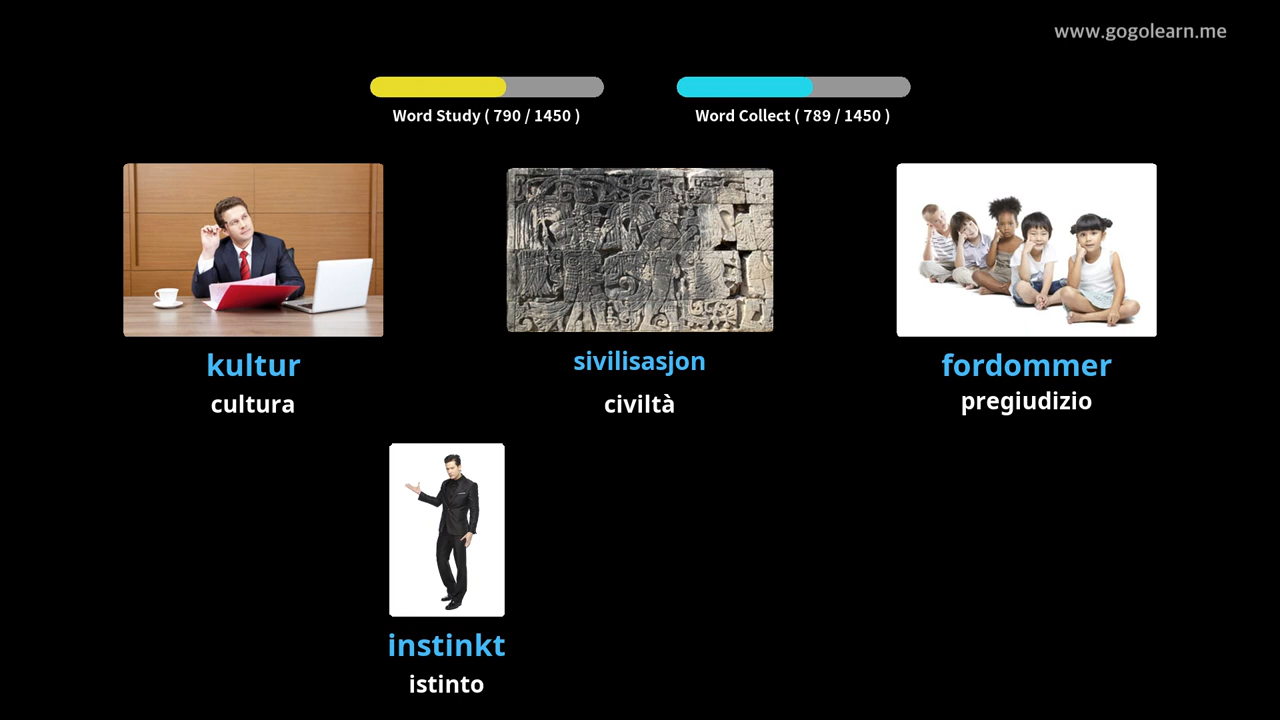 www.gogolearn.me
Word Study ( 790 / 1450 )
Word Collect ( 789 / 1450 )
kultur
cultura
sivilisasjon
civiltà
fordommer
pregiudizio
instinkt
istinto